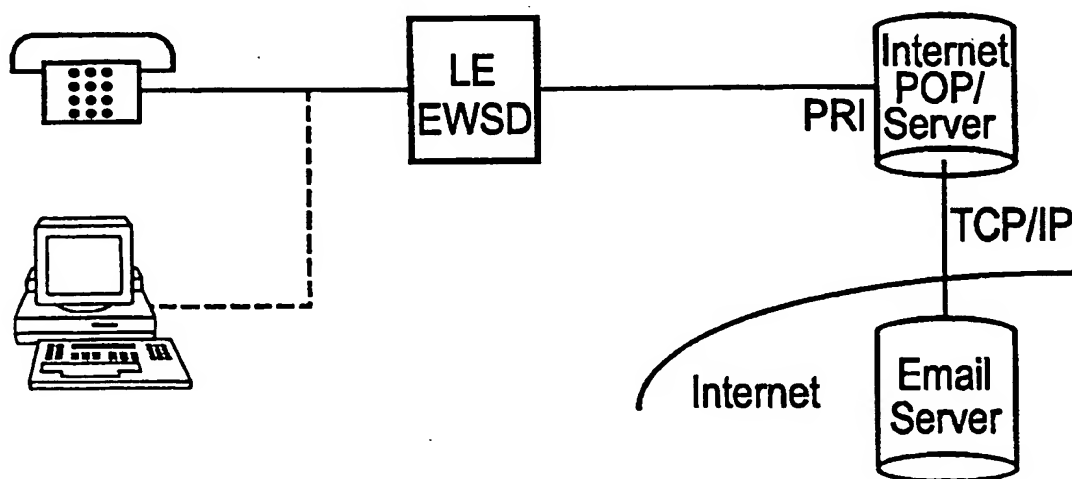 LE
EWSD
PRI
Internet
POP/
Server
TCP/IP
Internet
Email
Server